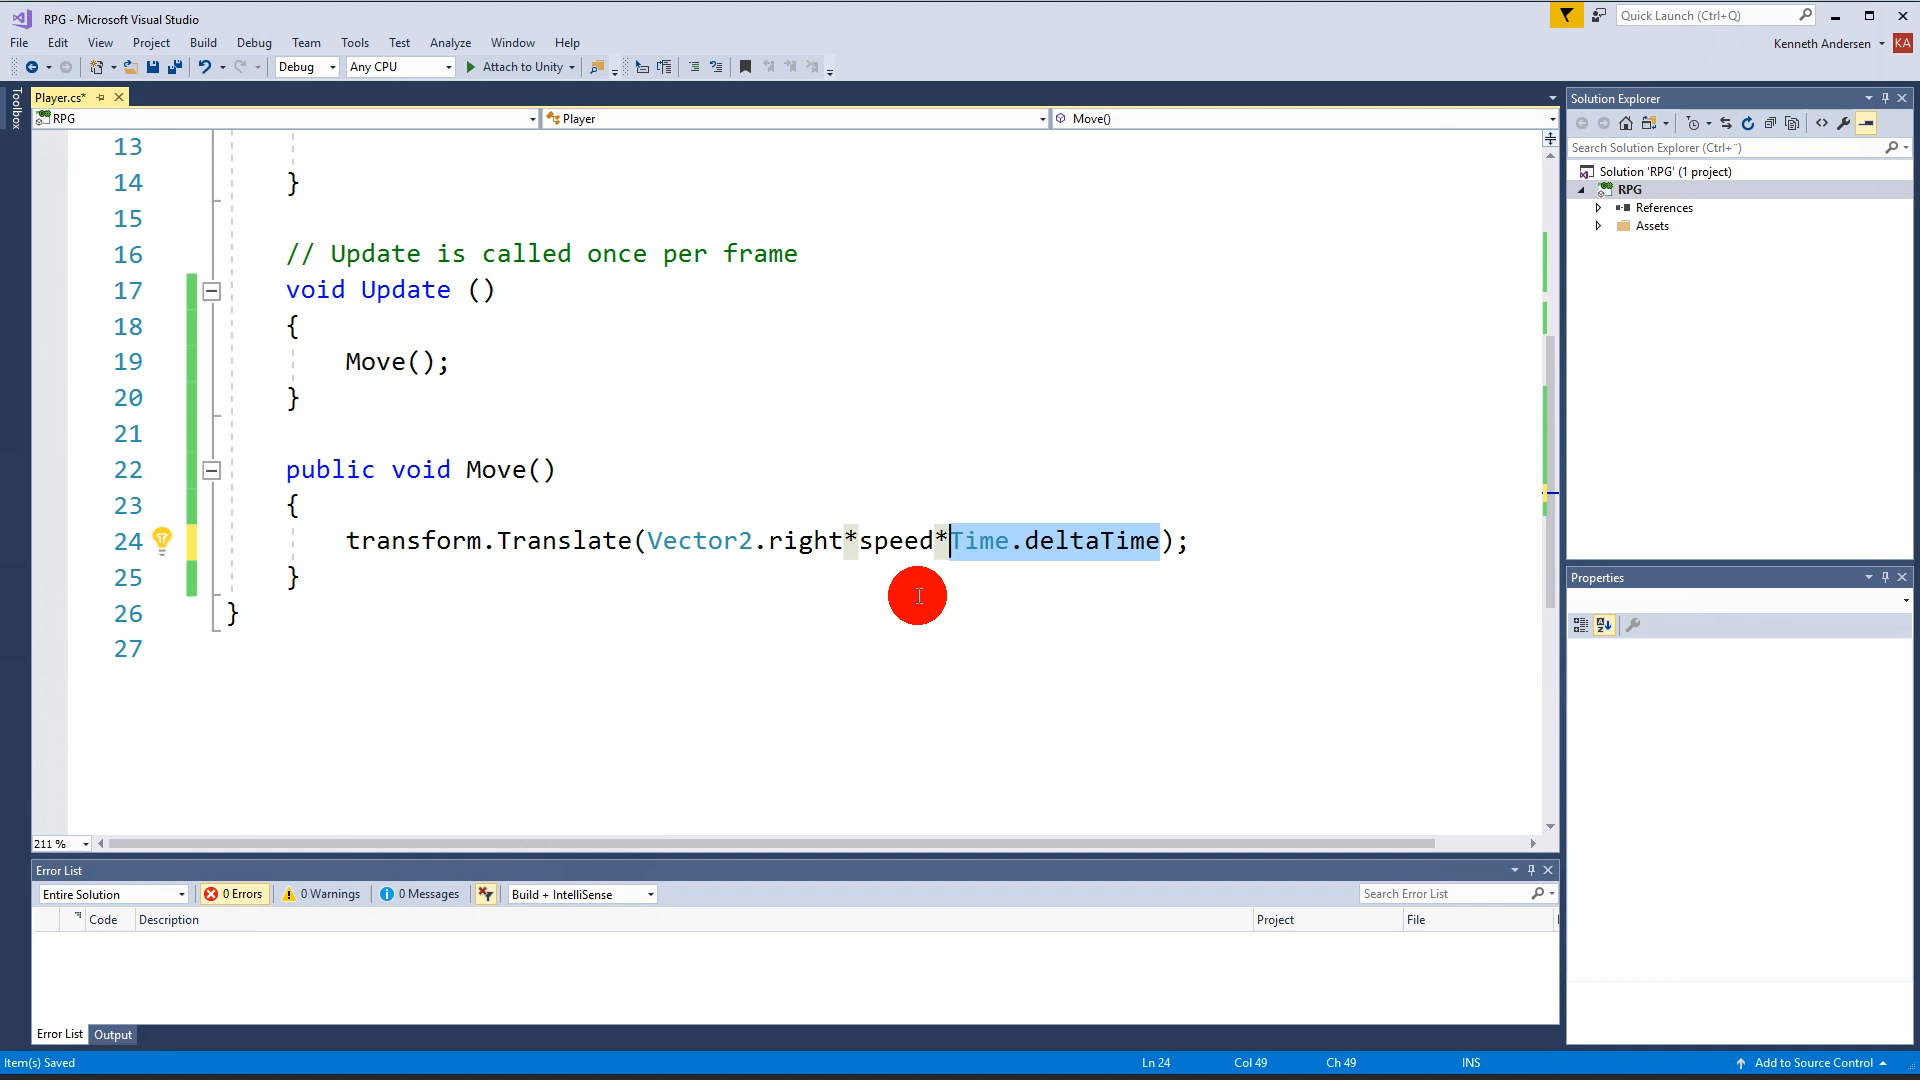 RPG - Microsoft Visual Studio
Quick Launch (Ctrl+Q)
File Edit View Project Build Debug Team Tools Test Analyze Window Help
Kenneth Andersen KA
Debug Any CPU Attach to Unity
Toolbox
Player.cs*
RPG Player Move()
13
14 }
15
16 // Update is called once per frame
17 void Update ()
18 {
19 Move();
20 }
21
22 public void Move()
23 {
24 transform.Translate(Vector2.right*speed*Time.deltaTime);
25 }
26 }
27
211 %
Solution Explorer
Search Solution Explorer (Ctrl+¨)
Solution 'RPG' (1 project)
RPG
References
Assets
Properties
Error List
Entire Solution 0 Errors 0 Warnings 0 Messages Build + IntelliSense Search Error List
Code Description Project File
Error List Output
Item(s) Saved Ln 24 Col 49 Ch 49 INS Add to Source Control